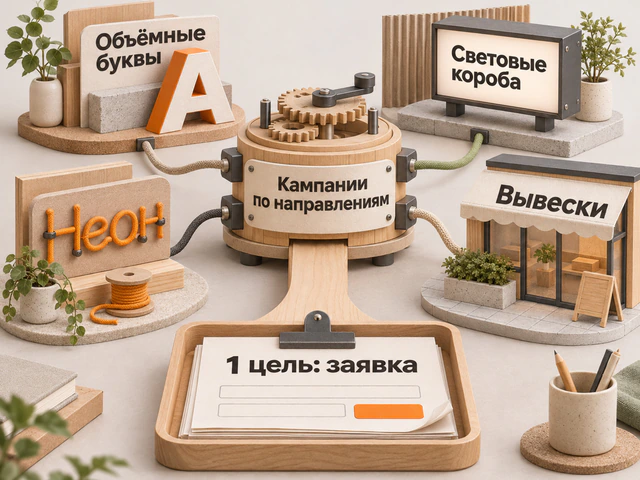 Объёмные
буквы
А
Световые
короба
Кампании
по направлениям
Неон
Вывески
1 цель: заявка